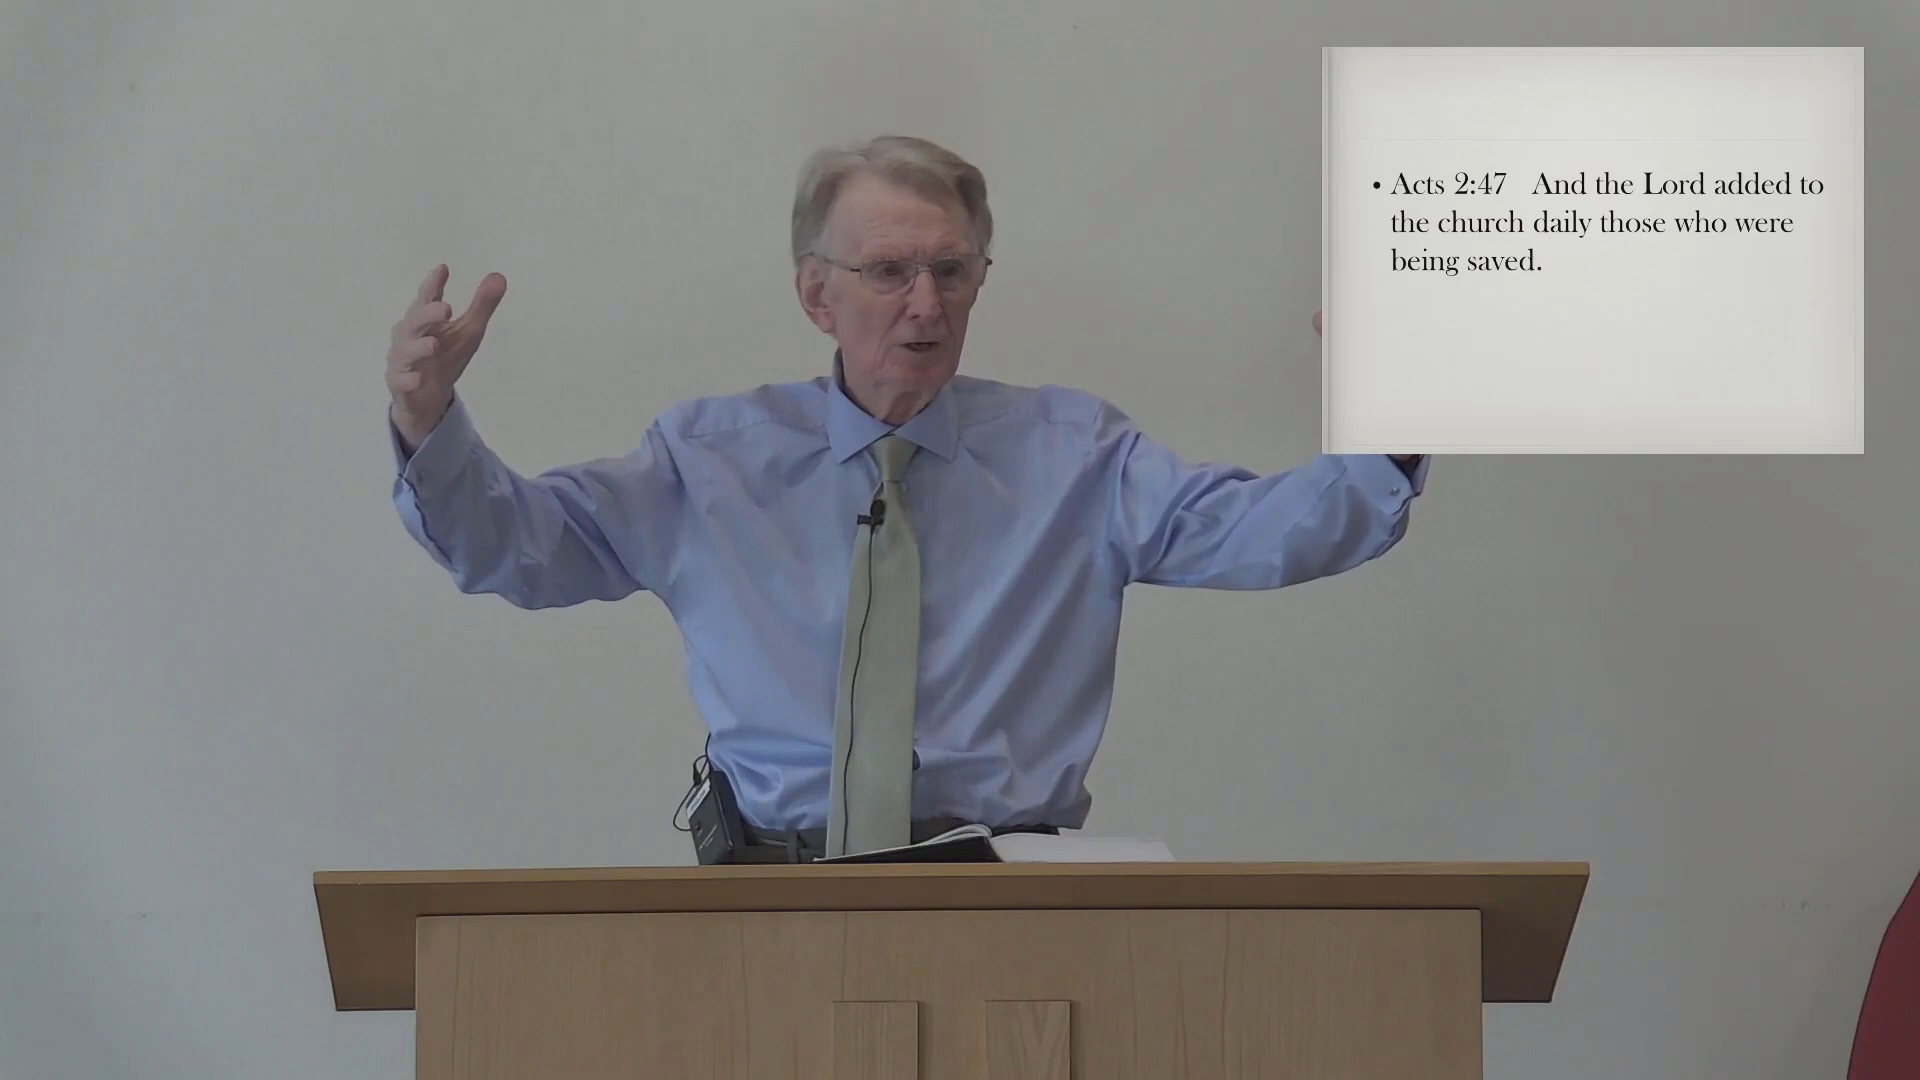 • Acts 2:47 And the Lord added to
the church daily those who were
being saved.